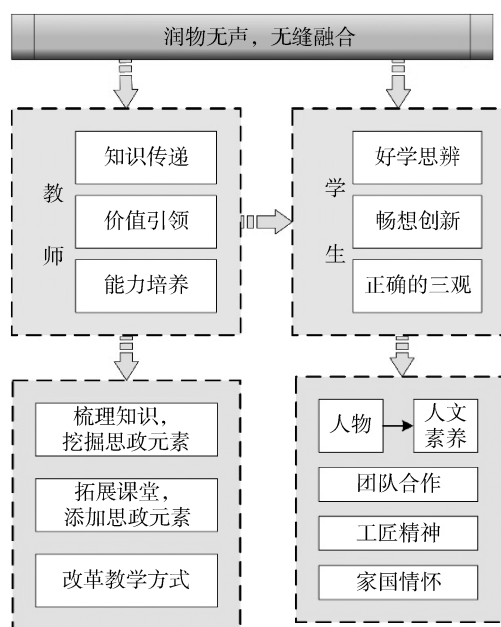 润物无声，无缝融合
教
师
知识传递
价值引领
能力培养
学
生
好学思辨
畅想创新
正确的三观
梳理知识，
挖掘思政元素
拓展课堂，
添加思政元素
改革教学方式
人物
人文
素养
团队合作
工匠精神
家国情怀